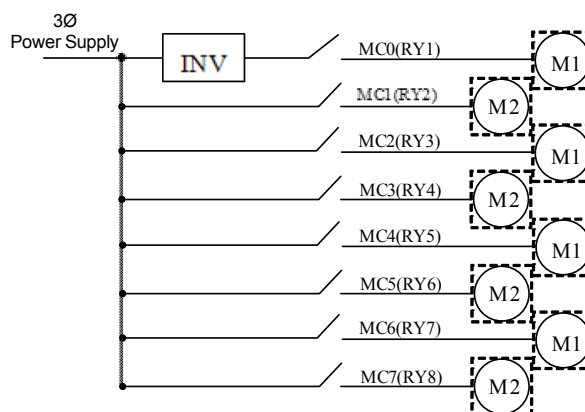 3Ø
Power Supply
INV
MC0(RY1)
M1
MC1(RY2)
M2
MC2(RY3)
M1
MC3(RY4)
M2
MC4(RY5)
M1
MC5(RY6)
M2
MC6(RY7)
M1
MC7(RY8)
M2